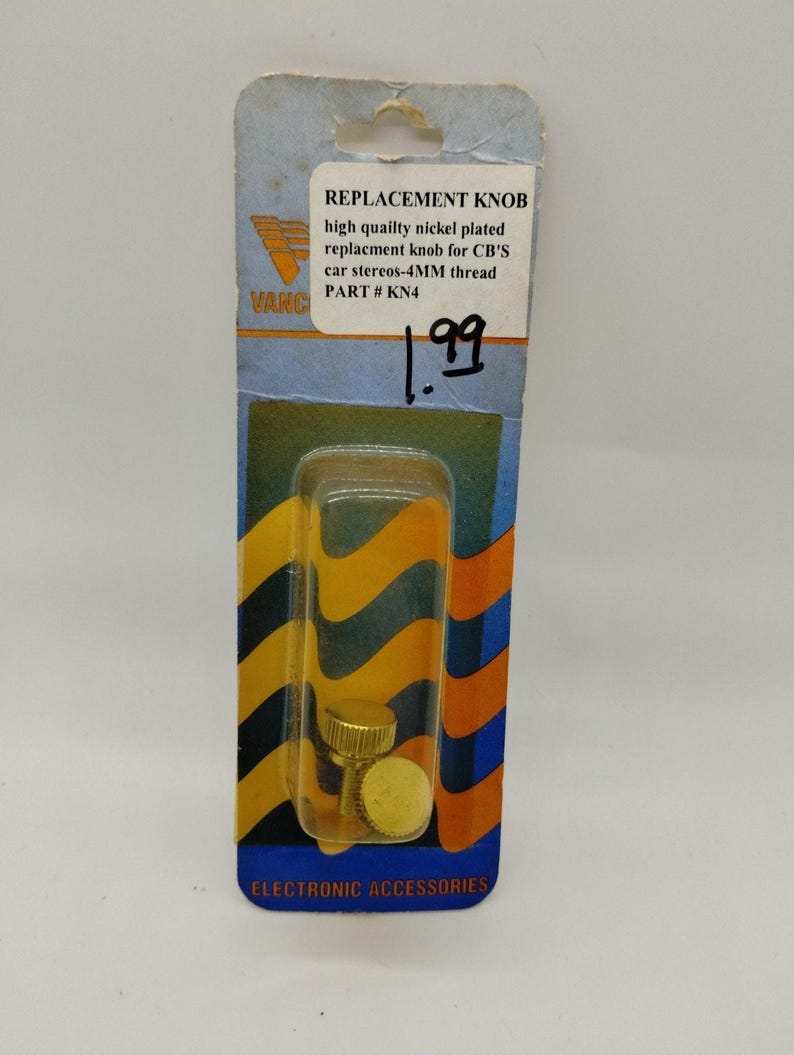 REPLACEMENT KNOB
high quailty nickel plated
replacment knob for CB'S
car stereos-4MM thread
PART # KN4
VANC
1.99
ELECTRONIC ACCESSORIES